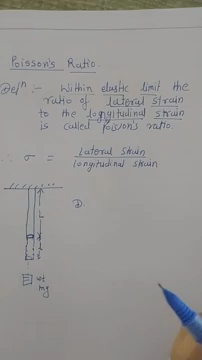 Poisson's Ratio.
Defⁿ :- Within elastic limit the
ratio of lateral strain
to the longitudinal strain
is called poisson's ratio.
∴ σ = lateral strain
longitudinal strain
L
D.
mg